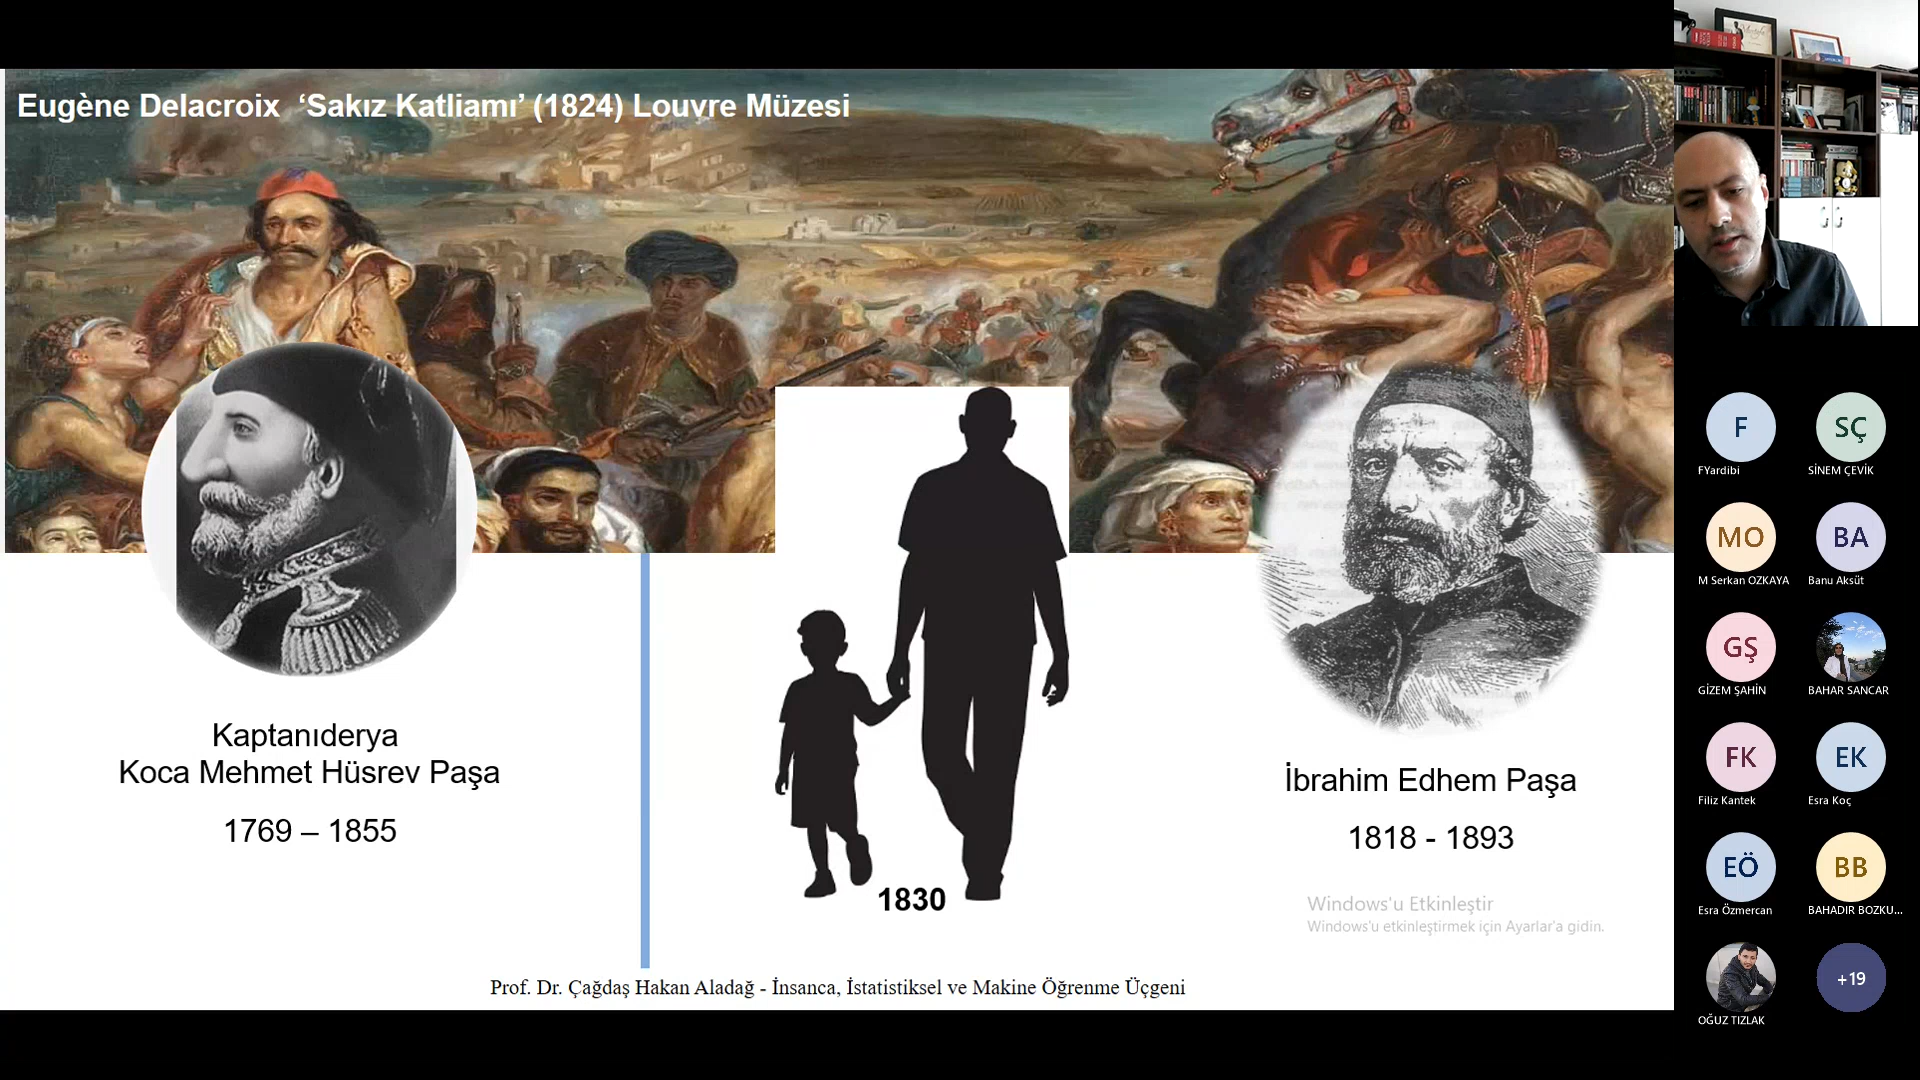 Eugène Delacroix ‘Sakız Katliamı’ (1824) Louvre Müzesi
Kaptanıderya
Koca Mehmet Hüsrev Paşa
1769 – 1855
1830
İbrahim Edhem Paşa
1818 - 1893
Windows'u Etkinleştir
Windows'u etkinleştirmek için Ayarlar'a gidin.
Prof. Dr. Çağdaş Hakan Aladağ - İnsanca, İstatistiksel ve Makine Öğrenme Üçgeni
F
FYardibi
SÇ
SİNEM ÇEVİK
MO
M Serkan OZKAYA
BA
Banu Aksüt
GŞ
GİZEM ŞAHİN
BAHAR SANCAR
FK
Filiz Kantek
EK
Esra Koç
EÖ
Esra Özmercan
BB
BAHADIR BOZKU...
OĞUZ TIZLAK
+19